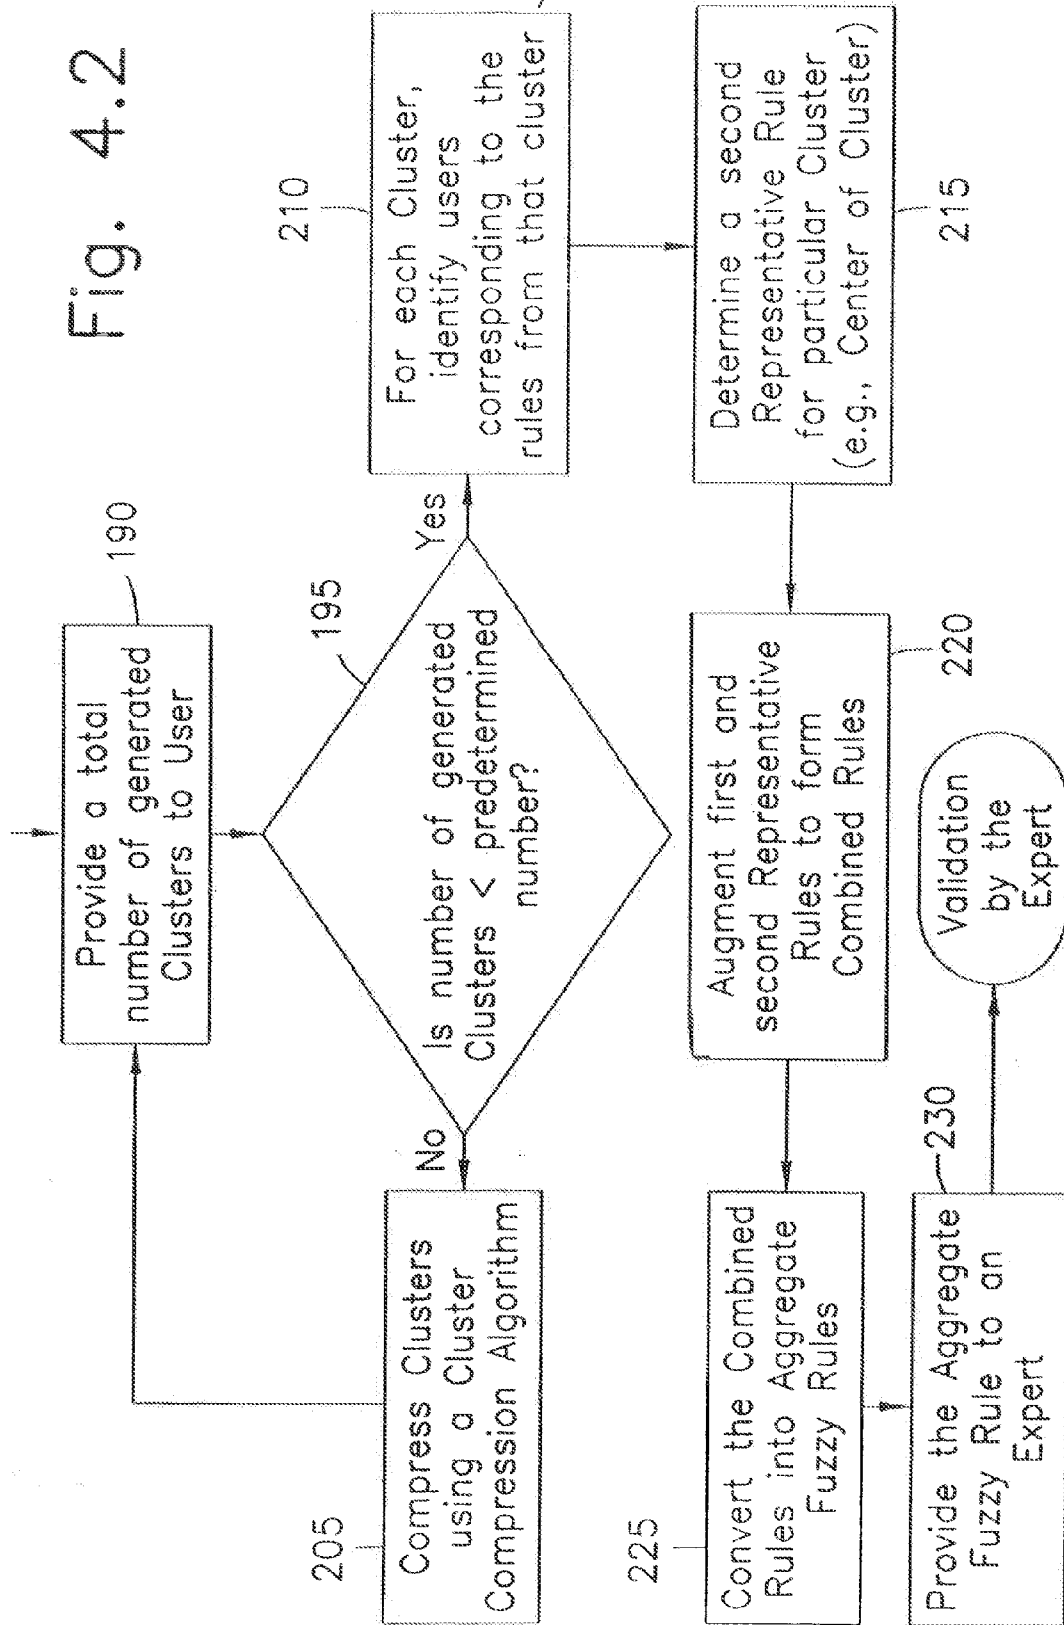 Fig. 4.2
190
Provide a total
number of generated
Clusters to User
195
Is number of generated
Clusters < predetermined
number?
No
Yes
205
Compress Clusters
using a Cluster
Compression Algorithm
210
For each Cluster,
identify users
corresponding to the
rules from that cluster
Determine a second
Representative Rule
for particular Cluster
(e.g., Center of Cluster)
215
Augment first and
second Representative
Rules to form
Combined Rules
220
225
Convert the Combined
Rules into Aggregate
Fuzzy Rules
230
Provide the Aggregate
Fuzzy Rule to an
Expert
Validation
by the
Expert